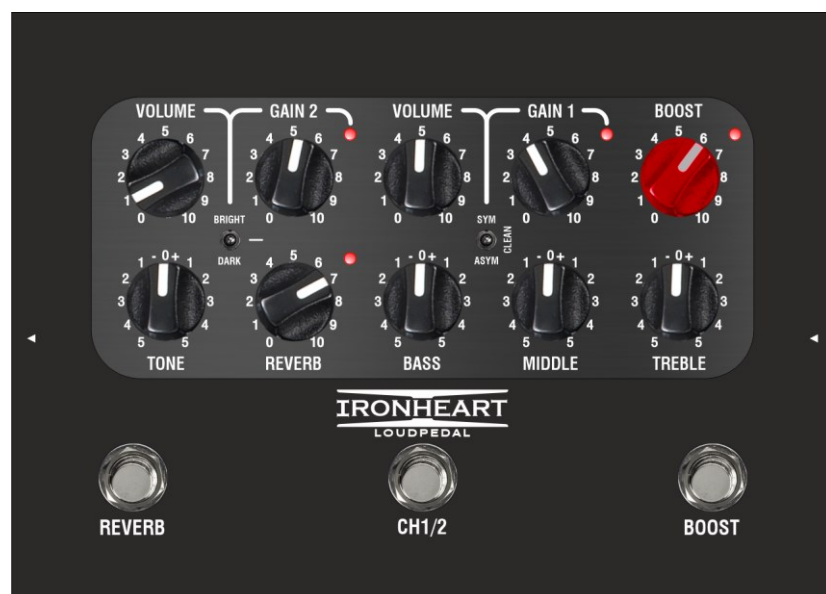 VOLUME GAIN 2 VOLUME GAIN 1 BOOST
0 1 2 3 4 5 6 7 8 9 10
0 1 2 3 4 5 6 7 8 9 10
0 1 2 3 4 5 6 7 8 9 10
0 1 2 3 4 5 6 7 8 9 10
0 1 2 3 4 5 6 7 8 9 10
BRIGHT
DARK
SYM
ASYM
CLEAN
5 4 3 2 1 - 0 + 1 2 3 4 5
0 1 2 3 4 5 6 7 8 9 10
5 4 3 2 1 - 0 + 1 2 3 4 5
5 4 3 2 1 - 0 + 1 2 3 4 5
5 4 3 2 1 - 0 + 1 2 3 4 5
TONE REVERB BASS MIDDLE TREBLE
IRONHEART
LOUDPEDAL
REVERB CH1/2 BOOST